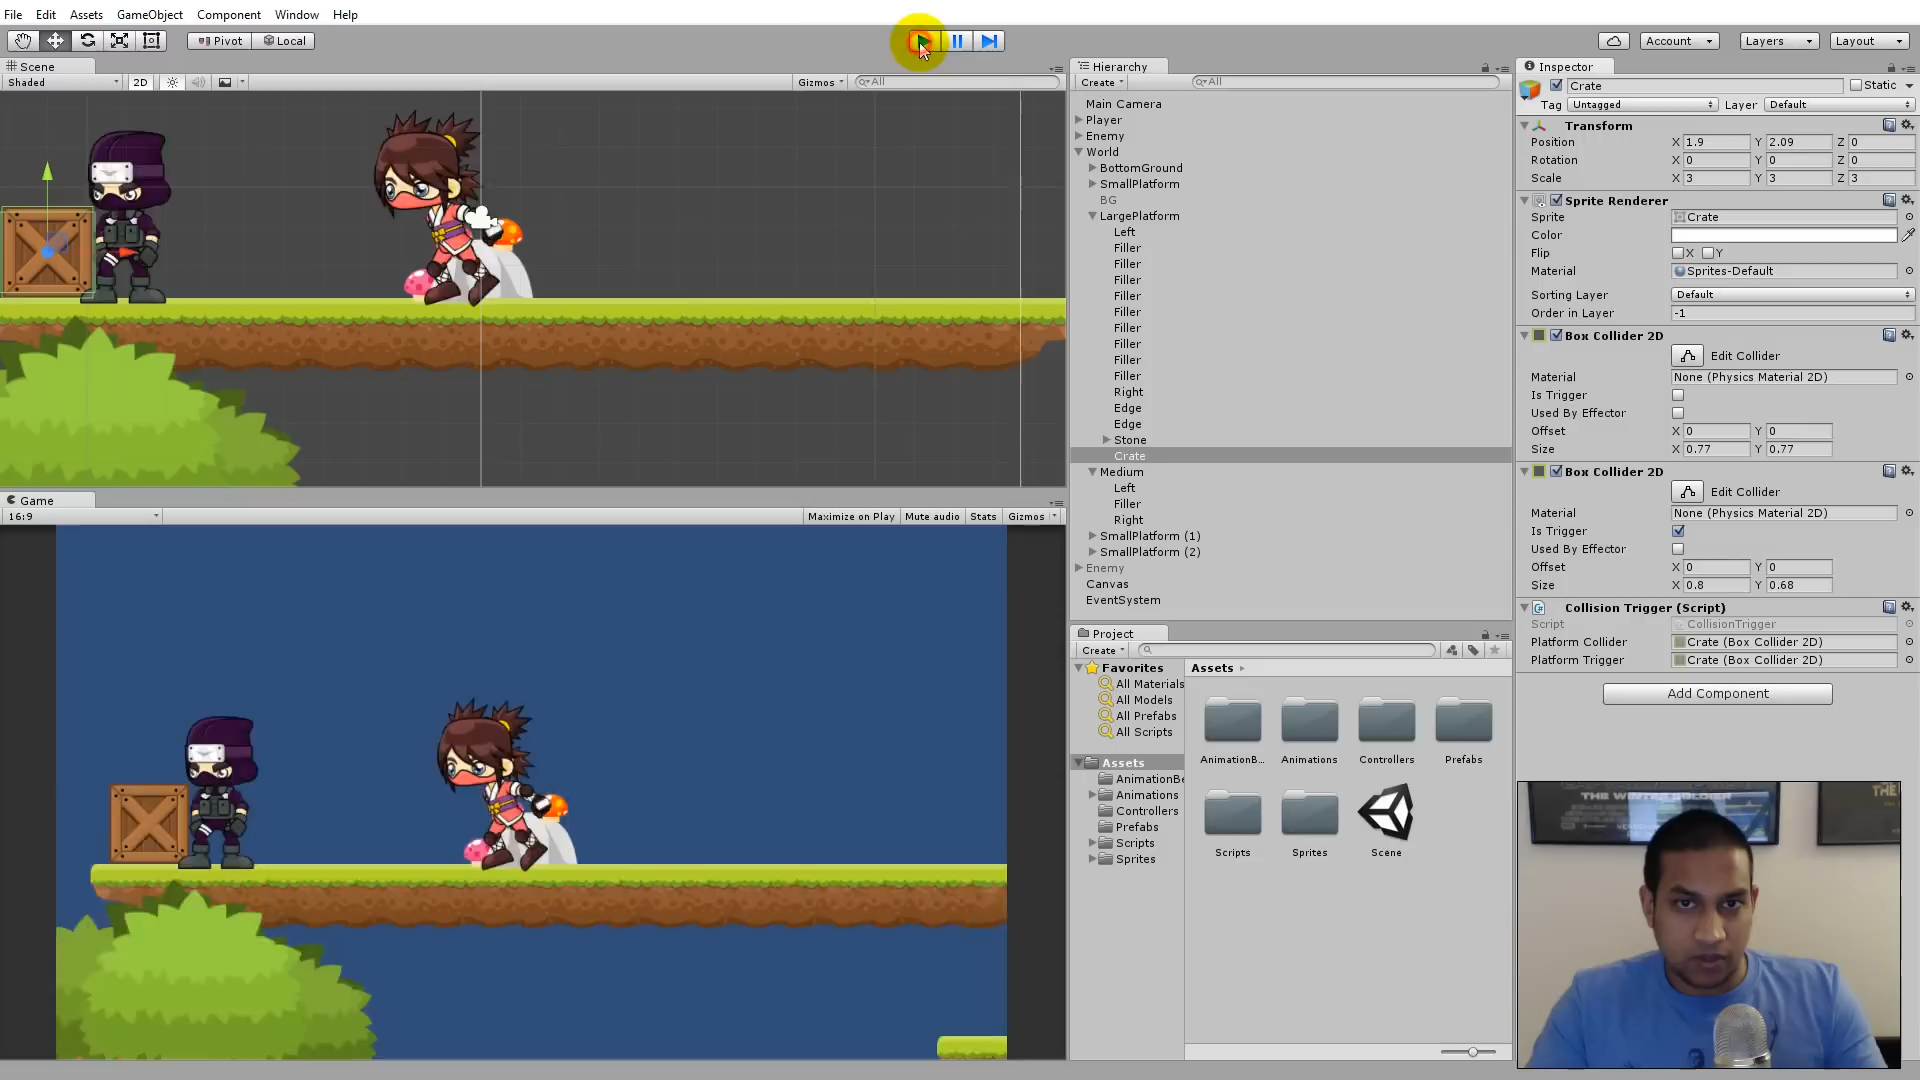 File Edit Assets GameObject Component Window Help
Pivot Local Account Layers Layout
Scene
Shaded 2D Gizmos All
Game
16:9 Maximize on Play Mute audio Stats Gizmos
Hierarchy
Create All
Main Camera
Player
Enemy
World
BottomGround
SmallPlatform
BG
LargePlatform
Left
Filler
Filler
Filler
Filler
Filler
Filler
Filler
Filler
Filler
Right
Edge
Edge
Stone
Crate
Medium
Left
Filler
Right
SmallPlatform (1)
SmallPlatform (2)
Enemy
Canvas
EventSystem
Project
Create
Favorites
All Materials
All Models
All Prefabs
All Scripts
Assets
AnimationBe
Animations
Controllers
Prefabs
Scripts
Sprites
Assets
AnimationB... Animations Controllers Prefabs
Scripts Sprites Scene
Inspector
Crate Static
Tag Untagged Layer Default
Transform
Position X 1.9 Y 2.09 Z 0
Rotation X 0 Y 0 Z 0
Scale X 3 Y 3 Z 3
Sprite Renderer
Sprite Crate
Color
Flip X Y
Material Sprites-Default
Sorting Layer Default
Order in Layer -1
Box Collider 2D
Edit Collider
Material None (Physics Material 2D)
Is Trigger
Used By Effector
Offset X 0 Y 0
Size X 0.77 Y 0.77
Box Collider 2D
Edit Collider
Material None (Physics Material 2D)
Is Trigger
Used By Effector
Offset X 0 Y 0
Size X 0.8 Y 0.68
Collision Trigger (Script)
Script CollisionTrigger
Platform Collider Crate (Box Collider 2D)
Platform Trigger Crate (Box Collider 2D)
Add Component
THE WINTER SOLDIER
THE